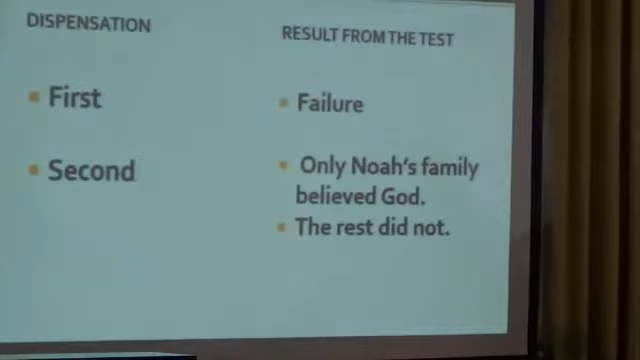 DISPENSATION
RESULT FROM THE TEST
First
Failure
Second
Only Noah's family
believed God.
The rest did not.